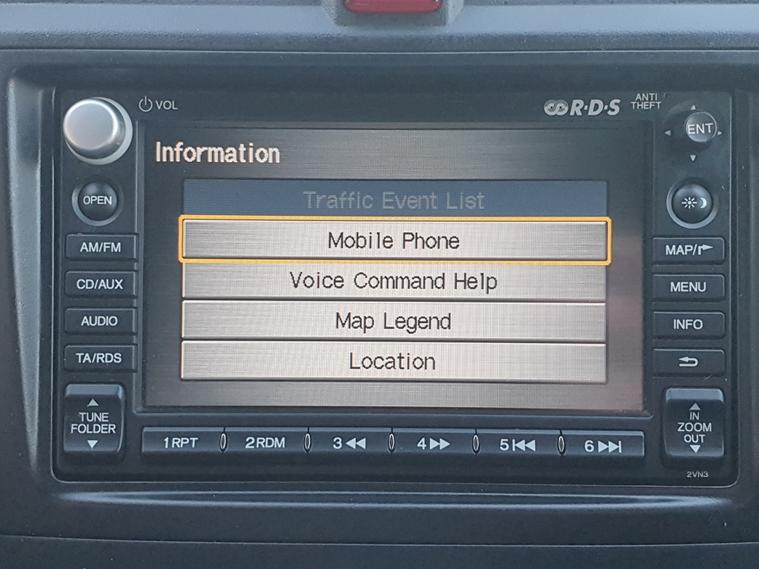 VOL
R·D·S
ANTI
THEFT
ENT
Information
OPEN
Traffic Event List
AM/FM
Mobile Phone
MAP/
CD/AUX
Voice Command Help
MENU
AUDIO
Map Legend
INFO
TA/RDS
Location
TUNE
FOLDER
IN
ZOOM
OUT
1RPT
2RDM
3
4
5
6
2VN3